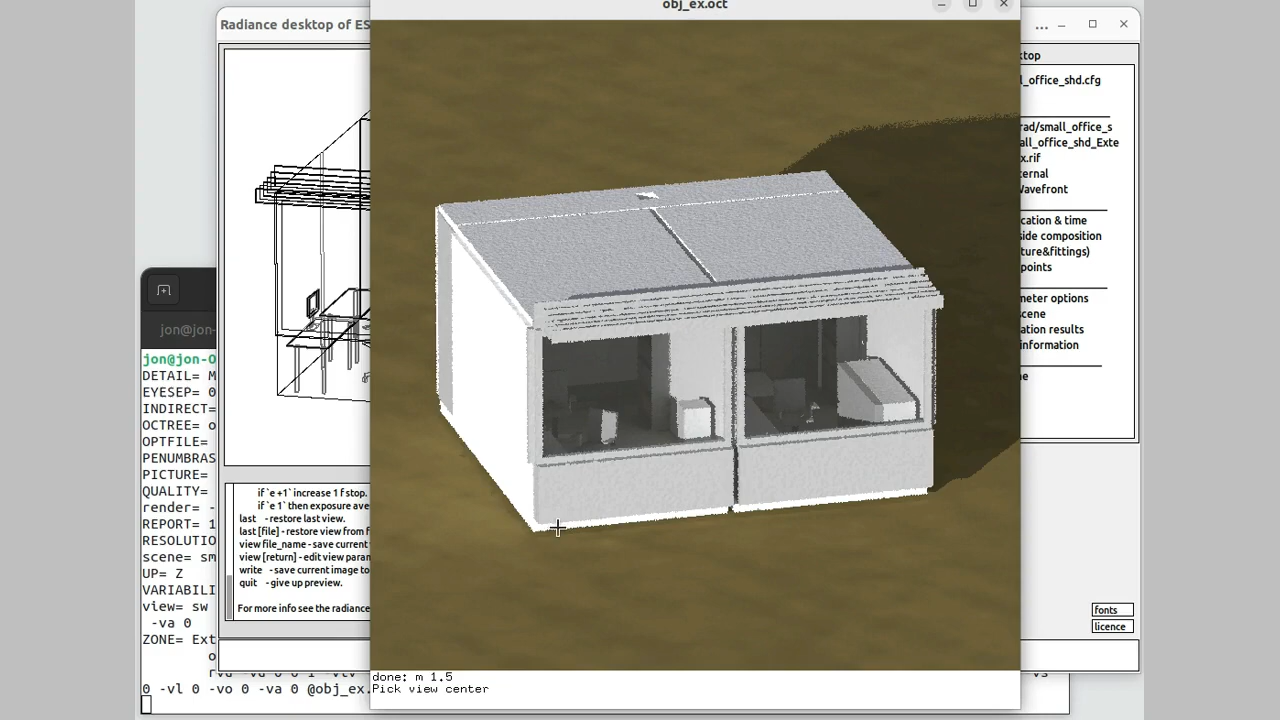 obj_ex.oct
Radiance desktop of ES
...
ktop
l_office_shd.cfg
rad/small_office_s
all_office_shd_Exte
x.rif
ernal
Wavefront
cation & time
side composition
ture&fittings)
points
meter options
scene
ation results
information
ne
fonts
licence
jon@jon-
jon@jon-O
DETAIL= M
EYESEP= 0
INDIRECT=
OCTREE= o
OPTFILE=
PENUMBRAS
PICTURE=
QUALITY=
render= -
REPORT= 1
RESOLUTIO
scene= sm
UP= Z
VARIABILI
view= sw
-va 0
ZONE= Ext
o
0 -vl 0 -vo 0 -va 0 @obj_ex.
if `e +1` increase 1 f stop.
if `e 1` then exposure ave
last - restore last view.
last [file] - restore view from f
view file_name - save current
view [return] - edit view param
write - save current image to
quit - give up preview.
For more info see the radiance
done: m 1.5
Pick view center